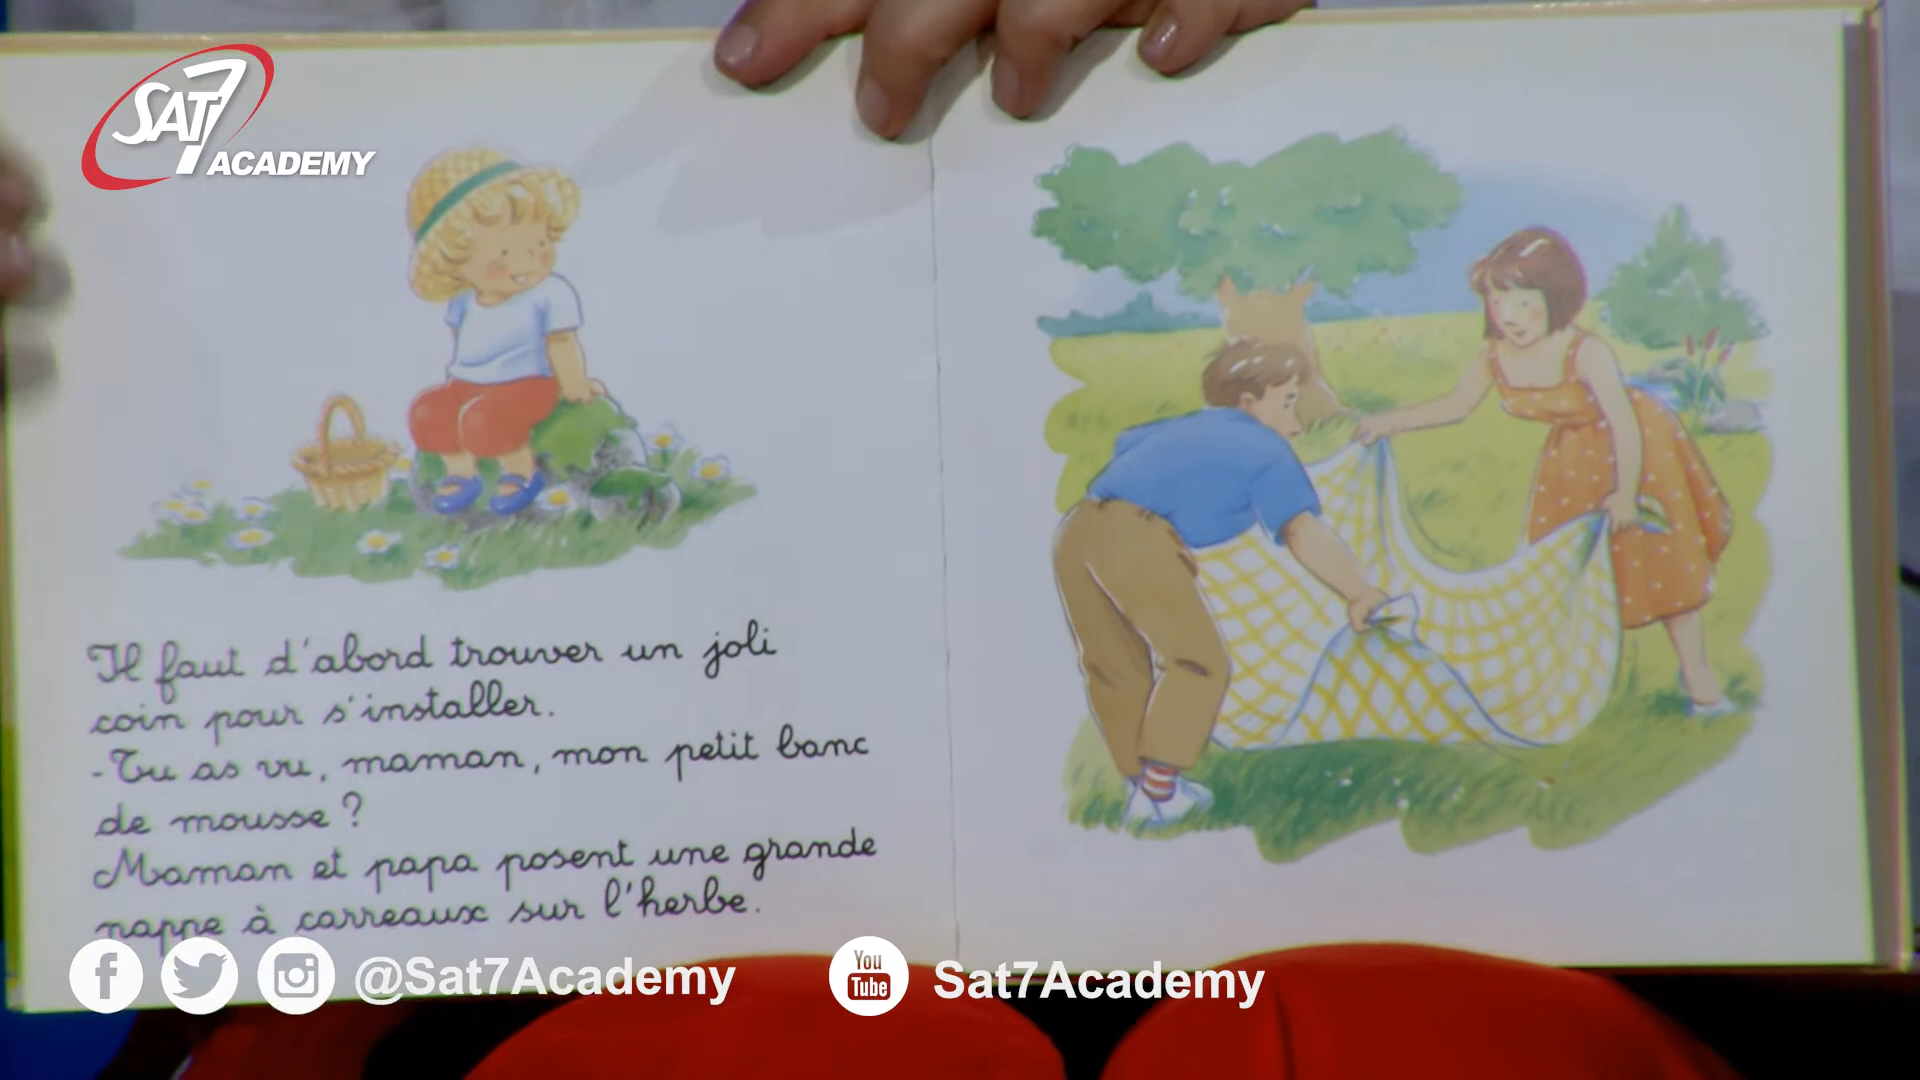 SAT7
ACADEMY
Il faut d'abord trouver un joli
coin pour s'installer.
- Tu as vu, maman, mon petit banc
de mousse ?
Maman et papa posent une grande
nappe à carreaux sur l'herbe.
@Sat7Academy
You Tube Sat7Academy